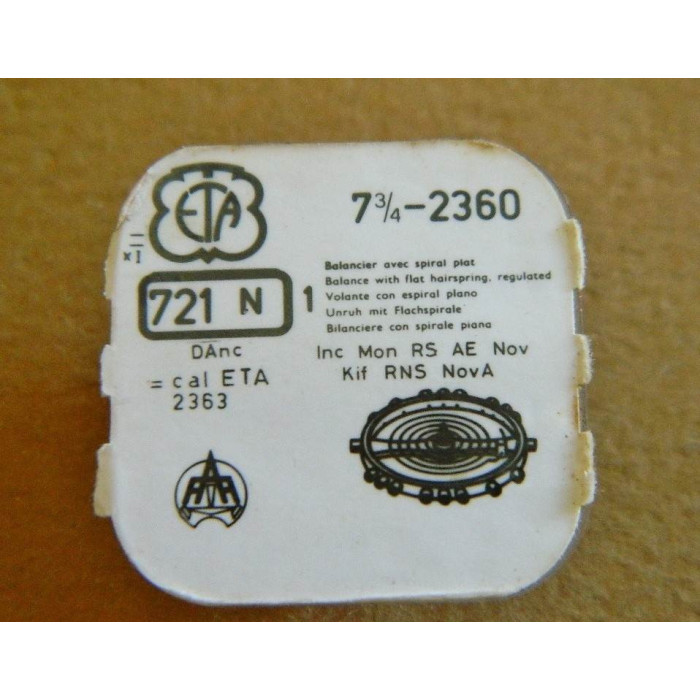 ETA
7¾-2360
x1
721 N 1
Balancier avec spiral plat
Balance with flat hairspring, regulated
Volante con espiral plano
Unruh mit Flachspirale
Bilanciere con spirale piana
DAnc
= cal ETA
2363
Inc Mon RS AE Nov
Kif RNS NovA